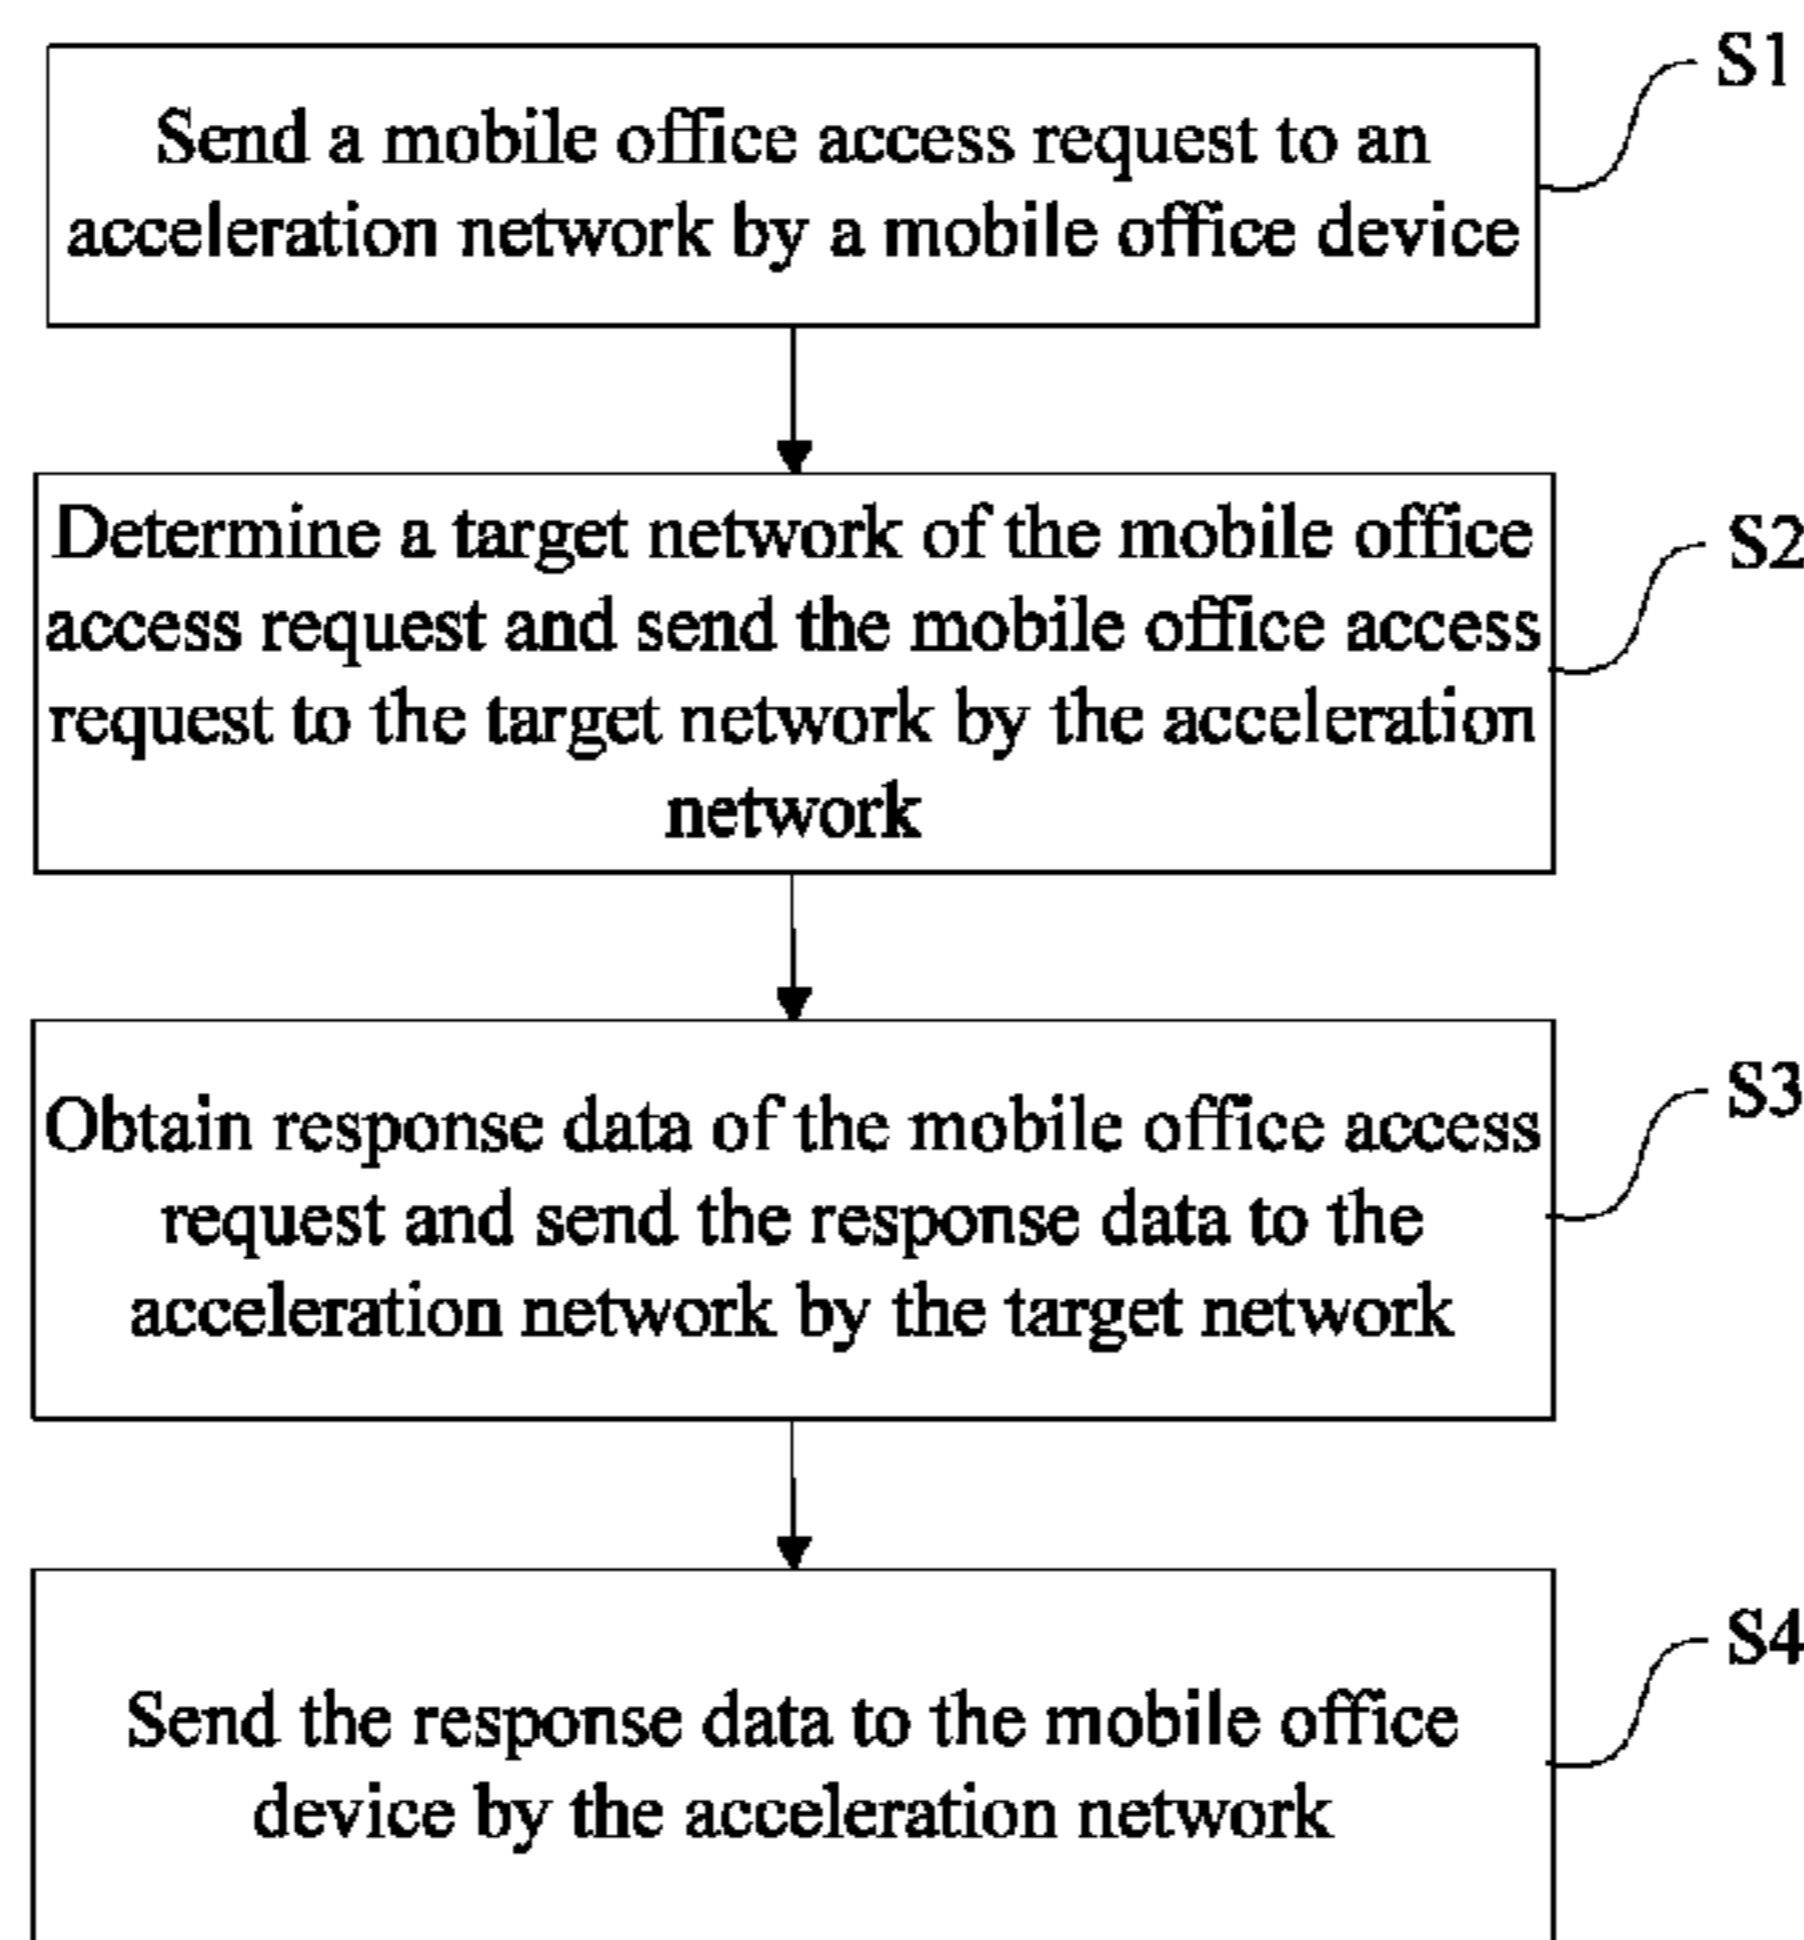 S1
Send a mobile office access request to an
acceleration network by a mobile office device
S2
Determine a target network of the mobile office
access request and send the mobile office access
request to the target network by the acceleration
network
S3
Obtain response data of the mobile office access
request and send the response data to the
acceleration network by the target network
S4
Send the response data to the mobile office
device by the acceleration network